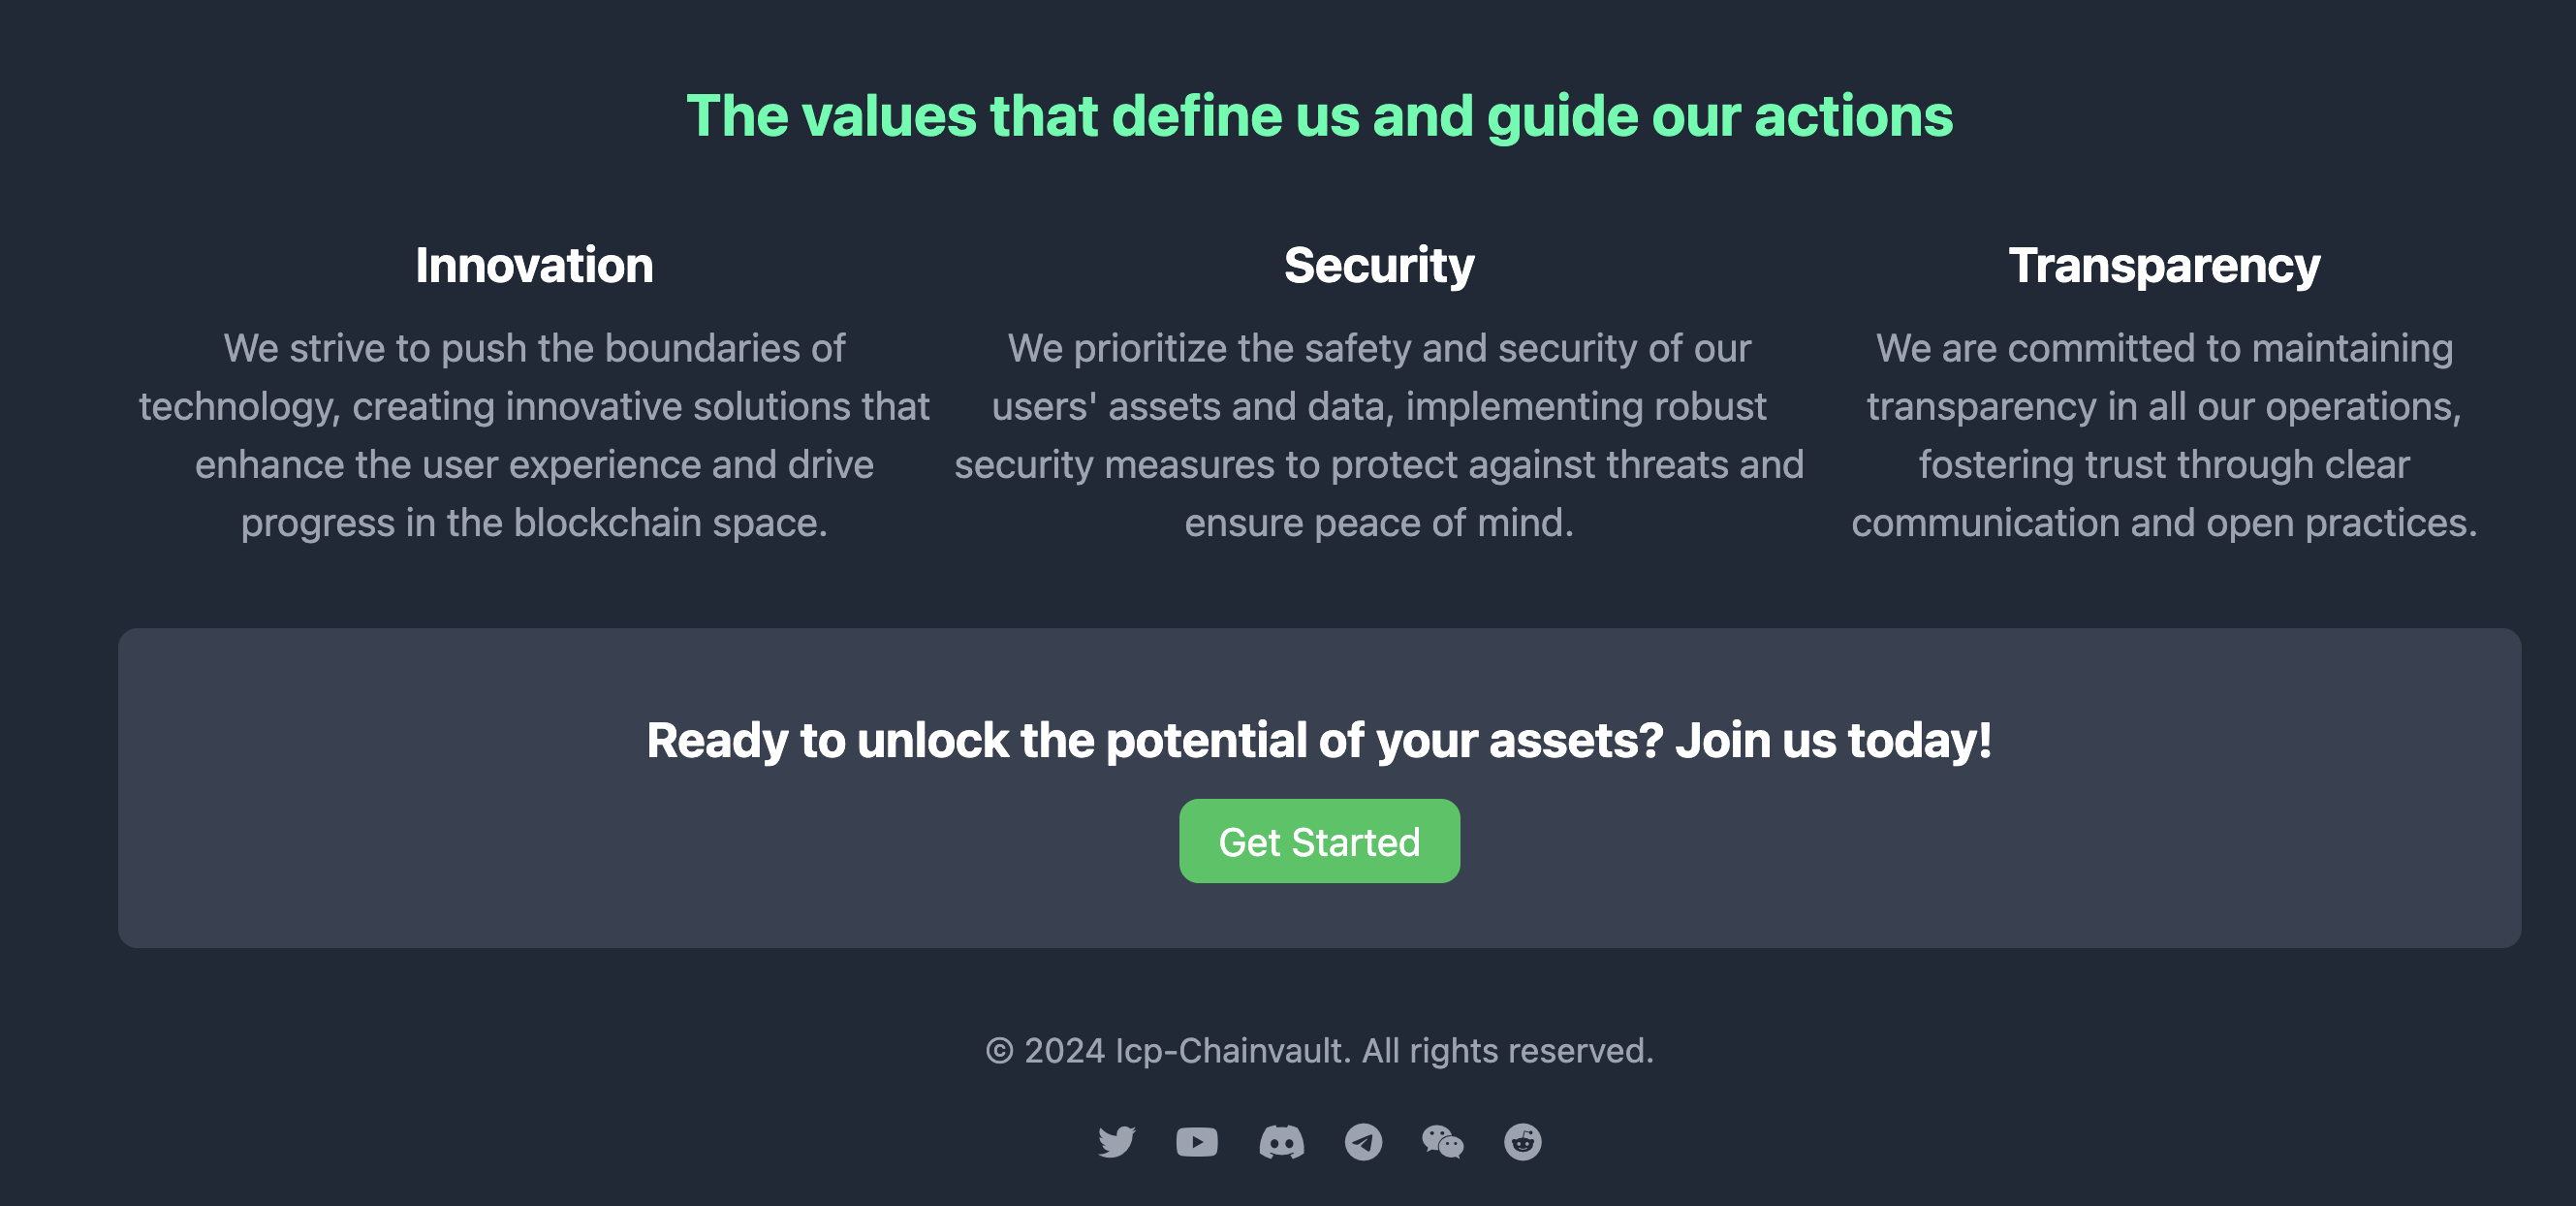 The values that define us and guide our actions
Innovation
We strive to push the boundaries of
technology, creating innovative solutions that
enhance the user experience and drive
progress in the blockchain space.
Security
We prioritize the safety and security of our
users' assets and data, implementing robust
security measures to protect against threats and
ensure peace of mind.
Transparency
We are committed to maintaining
transparency in all our operations,
fostering trust through clear
communication and open practices.
Ready to unlock the potential of your assets? Join us today!
Get Started
© 2024 Icp-Chainvault. All rights reserved.